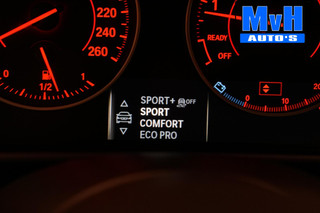 MvH
AUTO'S
220
240
260
1
1/2
0
READY
OFF
0
10
20
SPORT+ OFF
SPORT
COMFORT
ECO PRO